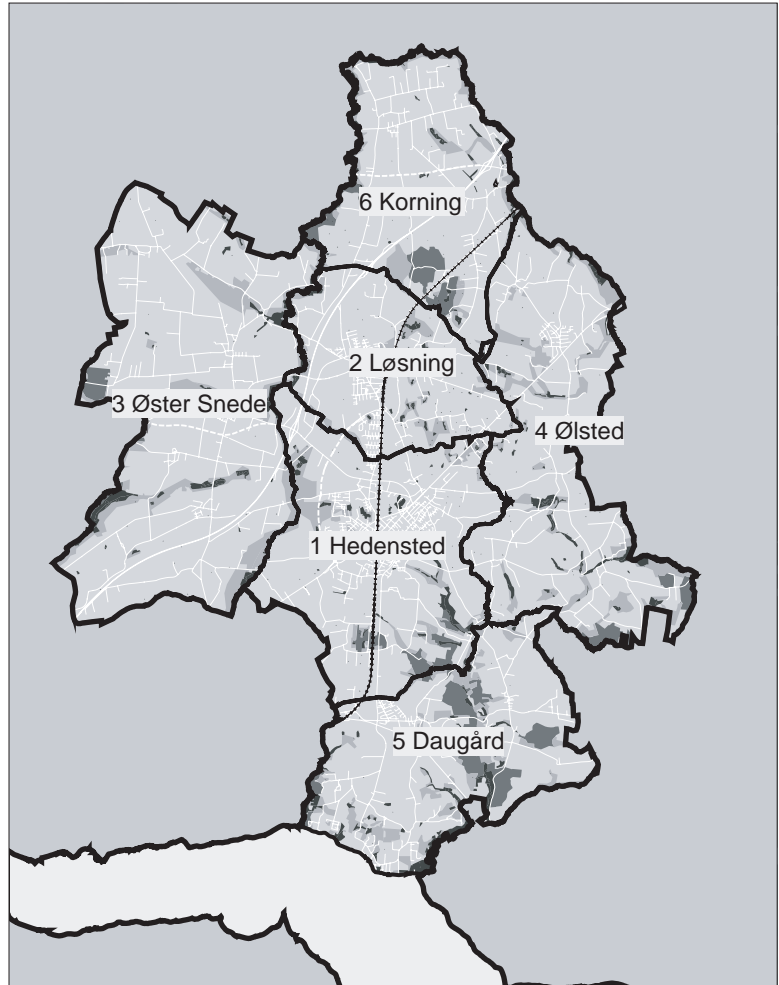 6 Korning
2 Løsning
3 Øster Snede
4 Ølsted
1 Hedensted
5 Daugård